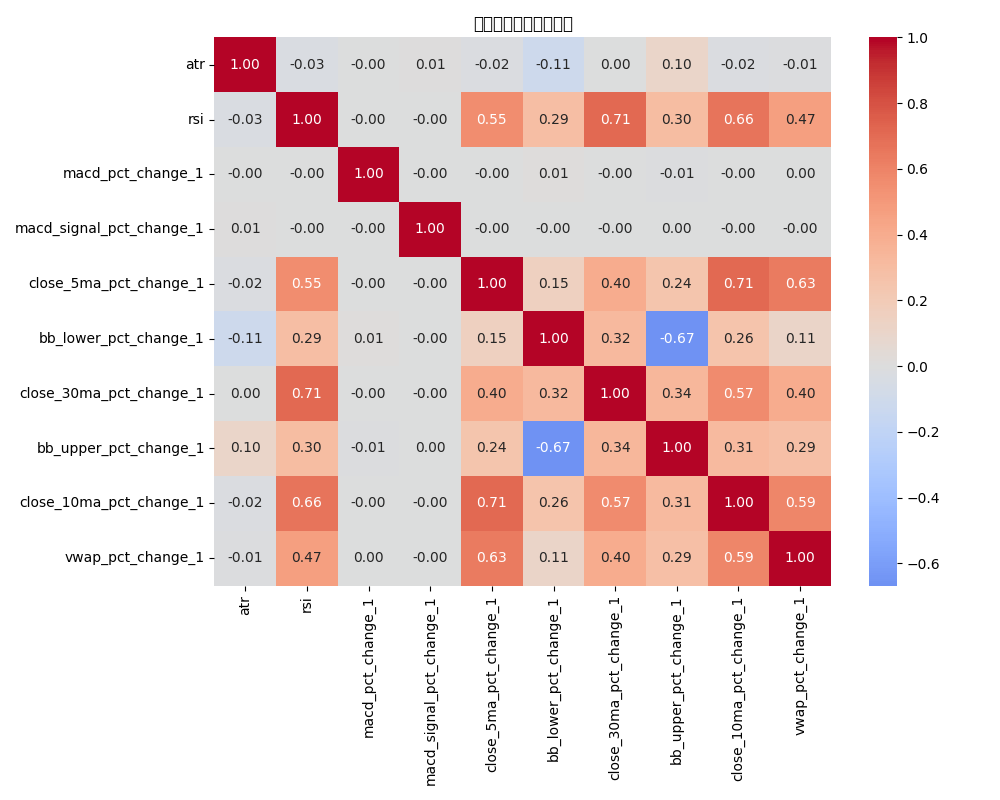 atr 1.00 -0.03 -0.00 0.01 -0.02 -0.11 0.00 0.10 -0.02 -0.01
rsi -0.03 1.00 -0.00 -0.00 0.55 0.29 0.71 0.30 0.66 0.47
macd_pct_change_1 -0.00 -0.00 1.00 -0.00 -0.00 0.01 -0.00 -0.01 -0.00 0.00
macd_signal_pct_change_1 0.01 -0.00 -0.00 1.00 -0.00 -0.00 -0.00 0.00 -0.00 -0.00
close_5ma_pct_change_1 -0.02 0.55 -0.00 -0.00 1.00 0.15 0.40 0.24 0.71 0.63
bb_lower_pct_change_1 -0.11 0.29 0.01 -0.00 0.15 1.00 0.32 -0.67 0.26 0.11
close_30ma_pct_change_1 0.00 0.71 -0.00 -0.00 0.40 0.32 1.00 0.34 0.57 0.40
bb_upper_pct_change_1 0.10 0.30 -0.01 0.00 0.24 -0.67 0.34 1.00 0.31 0.29
close_10ma_pct_change_1 -0.02 0.66 -0.00 -0.00 0.71 0.26 0.57 0.31 1.00 0.59
vwap_pct_change_1 -0.01 0.47 0.00 -0.00 0.63 0.11 0.40 0.29 0.59 1.00
atr
rsi
macd_pct_change_1
macd_signal_pct_change_1
close_5ma_pct_change_1
bb_lower_pct_change_1
close_30ma_pct_change_1
bb_upper_pct_change_1
close_10ma_pct_change_1
vwap_pct_change_1
1.0
0.8
0.6
0.4
0.2
0.0
−0.2
−0.4
−0.6